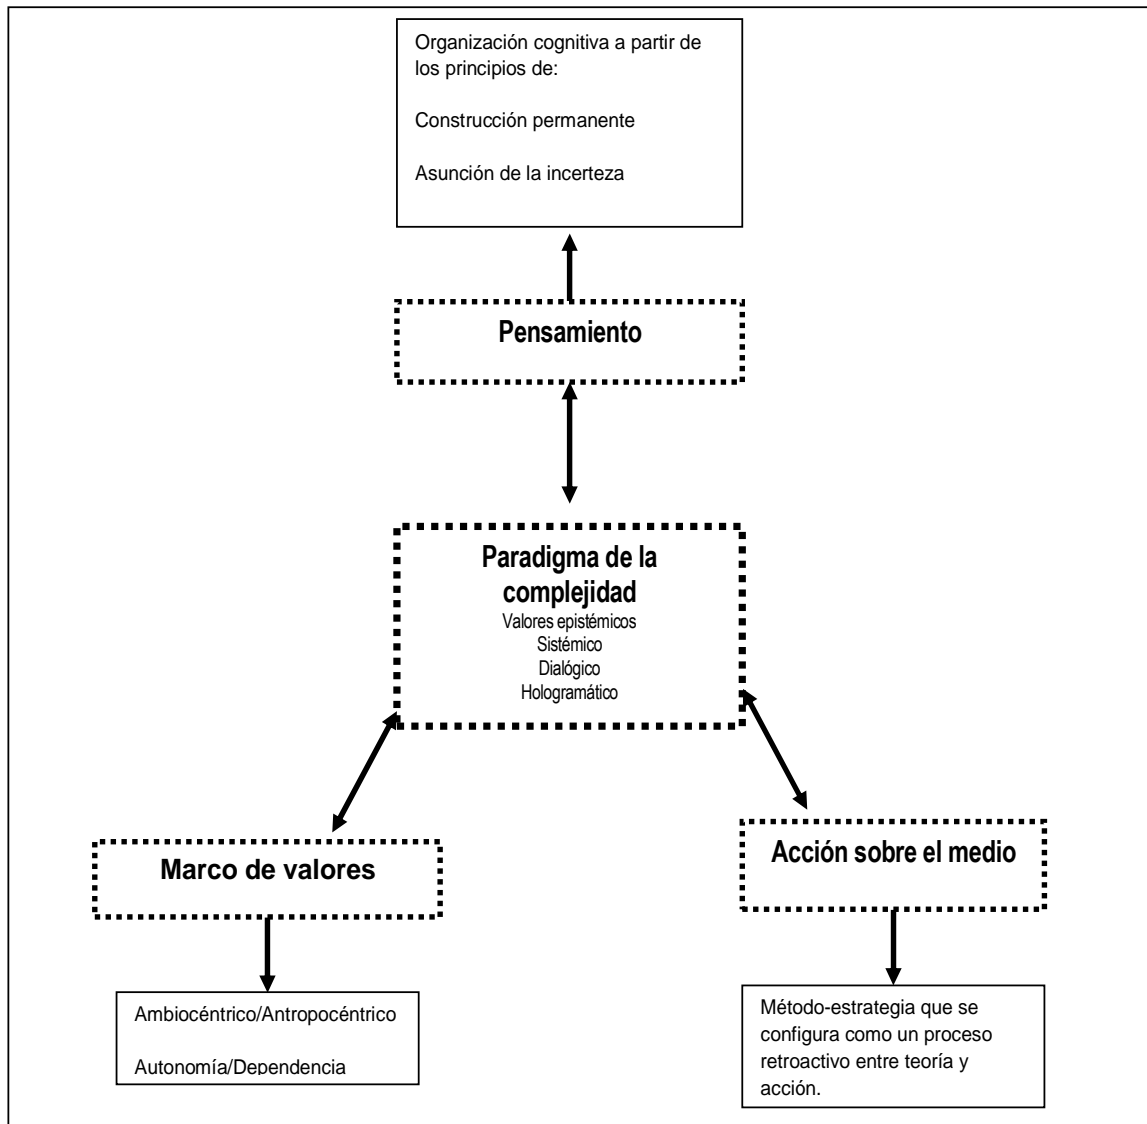 Organización cognitiva a partir de
los principios de:
Construcción permanente
Asunción de la incerteza
Pensamiento
Paradigma de la
complejidad
Valores epistémicos
Sistémico
Dialógico
Hologramático
Marco de valores
Acción sobre el medio
Ambiocéntrico/Antropocéntrico
Autonomía/Dependencia
Método-estrategia que se
configura como un proceso
retroactivo entre teoría y
acción.